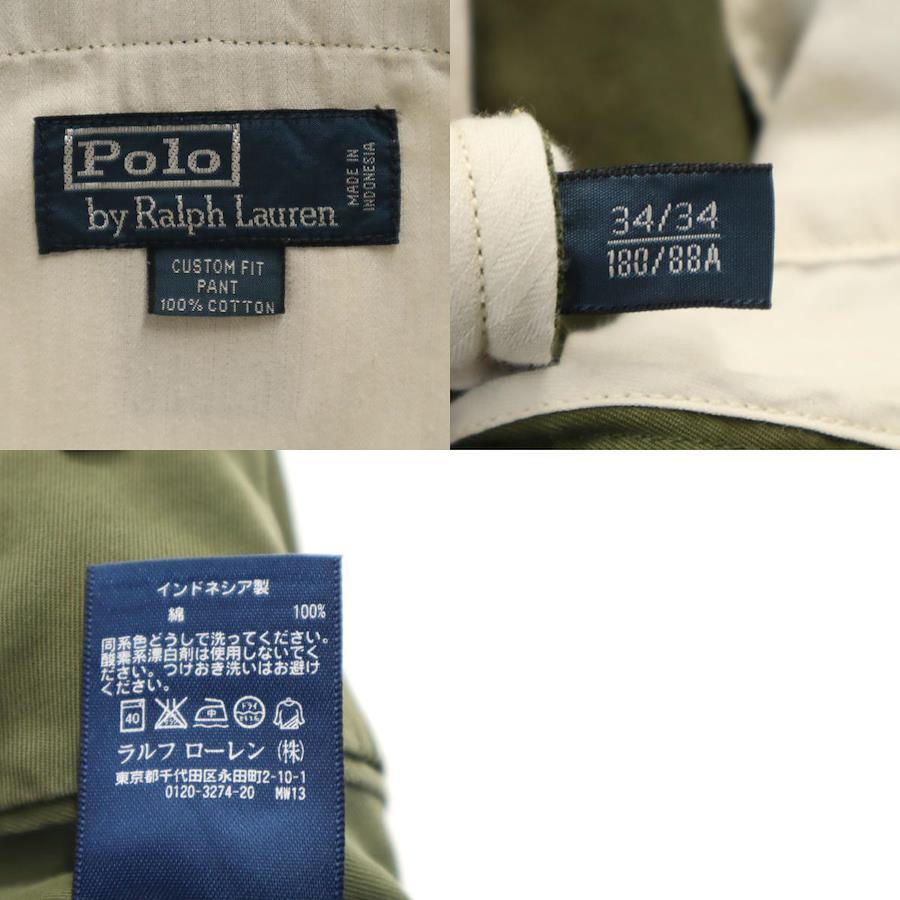 Polo
by Ralph Lauren
MADE IN
INDONESIA
CUSTOM FIT
PANT
100% COTTON
34/34
180/88A
インドネシア製
綿 100%
同系色どうしで洗ってください。
酸素系漂白剤は使用しないでく
ださい。つけおき洗いはお避け
ください。
40 中 ドライ
ラルフ ローレン (株)
東京都千代田区永田町2-10-1
0120-3274-20 MW13